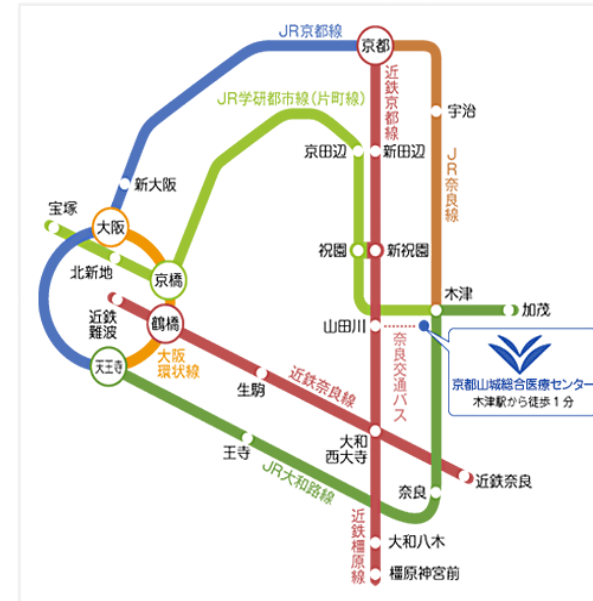 JR京都線
京都
近鉄京都線
JR学研都市線(片町線)
宇治
京田辺
新田辺
JR奈良線
新大阪
宝塚
大阪
北新地
京橋
祝園
新祝園
木津
加茂
近鉄
難波
鶴橋
山田川
奈良交通バス
大阪
環状線
天王寺
京都山城総合医療センター
木津駅から徒歩1分
近鉄奈良線
生駒
大和
西大寺
王寺
JR大和路線
近鉄奈良
奈良
近鉄橿原線
大和八木
橿原神宮前